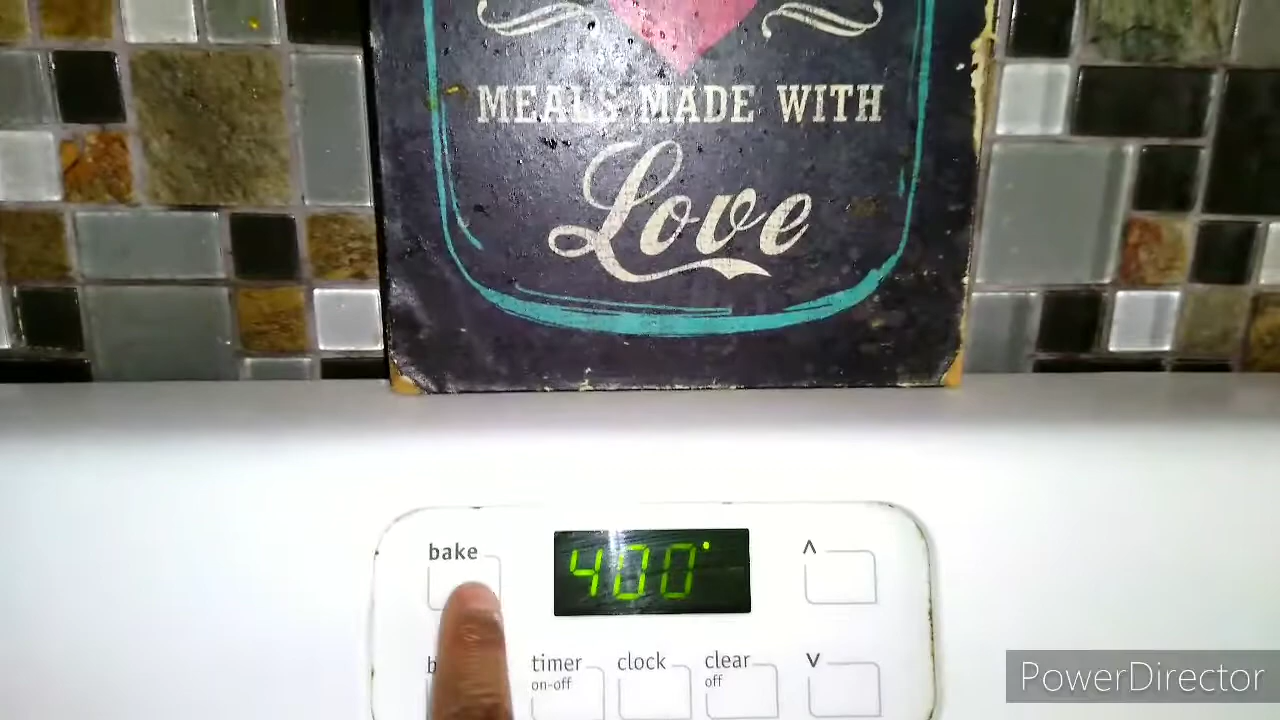 MEALS MADE WITH
Love
bake
400°
^
timer
on-off
clock
clear
off
v
PowerDirector